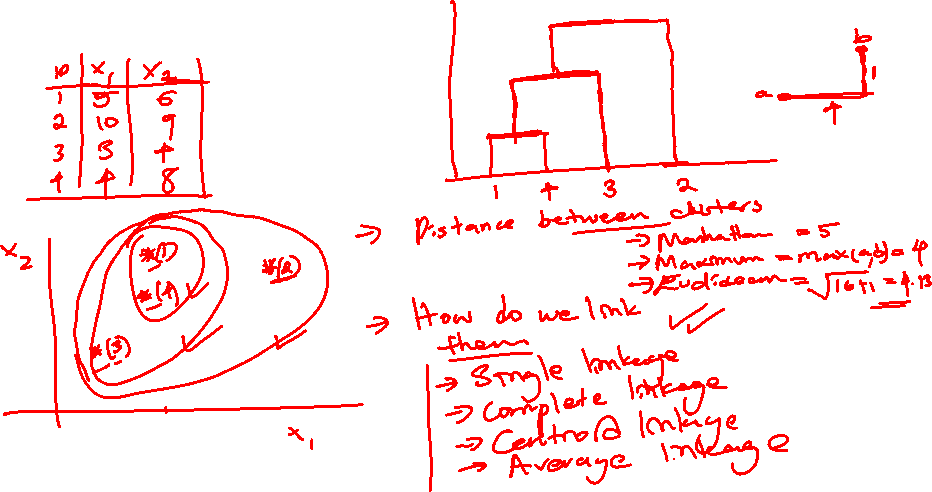 ID X1 X2
1 5 6
2 10 9
3 3 4
4 4 8
1 4 3 2
a
b
1
4
X2
*(1)
*(4)
*(3)
*(2)
X1
→ Distance between clusters
→ Manhattan = 5
→ Maximum = max(a,b) = 4
→ Euclidean = √16+1 = 4.13
→ How do we link
them
→ Single linkage
→ Complete linkage
→ Centroid linkage
→ Average linkage